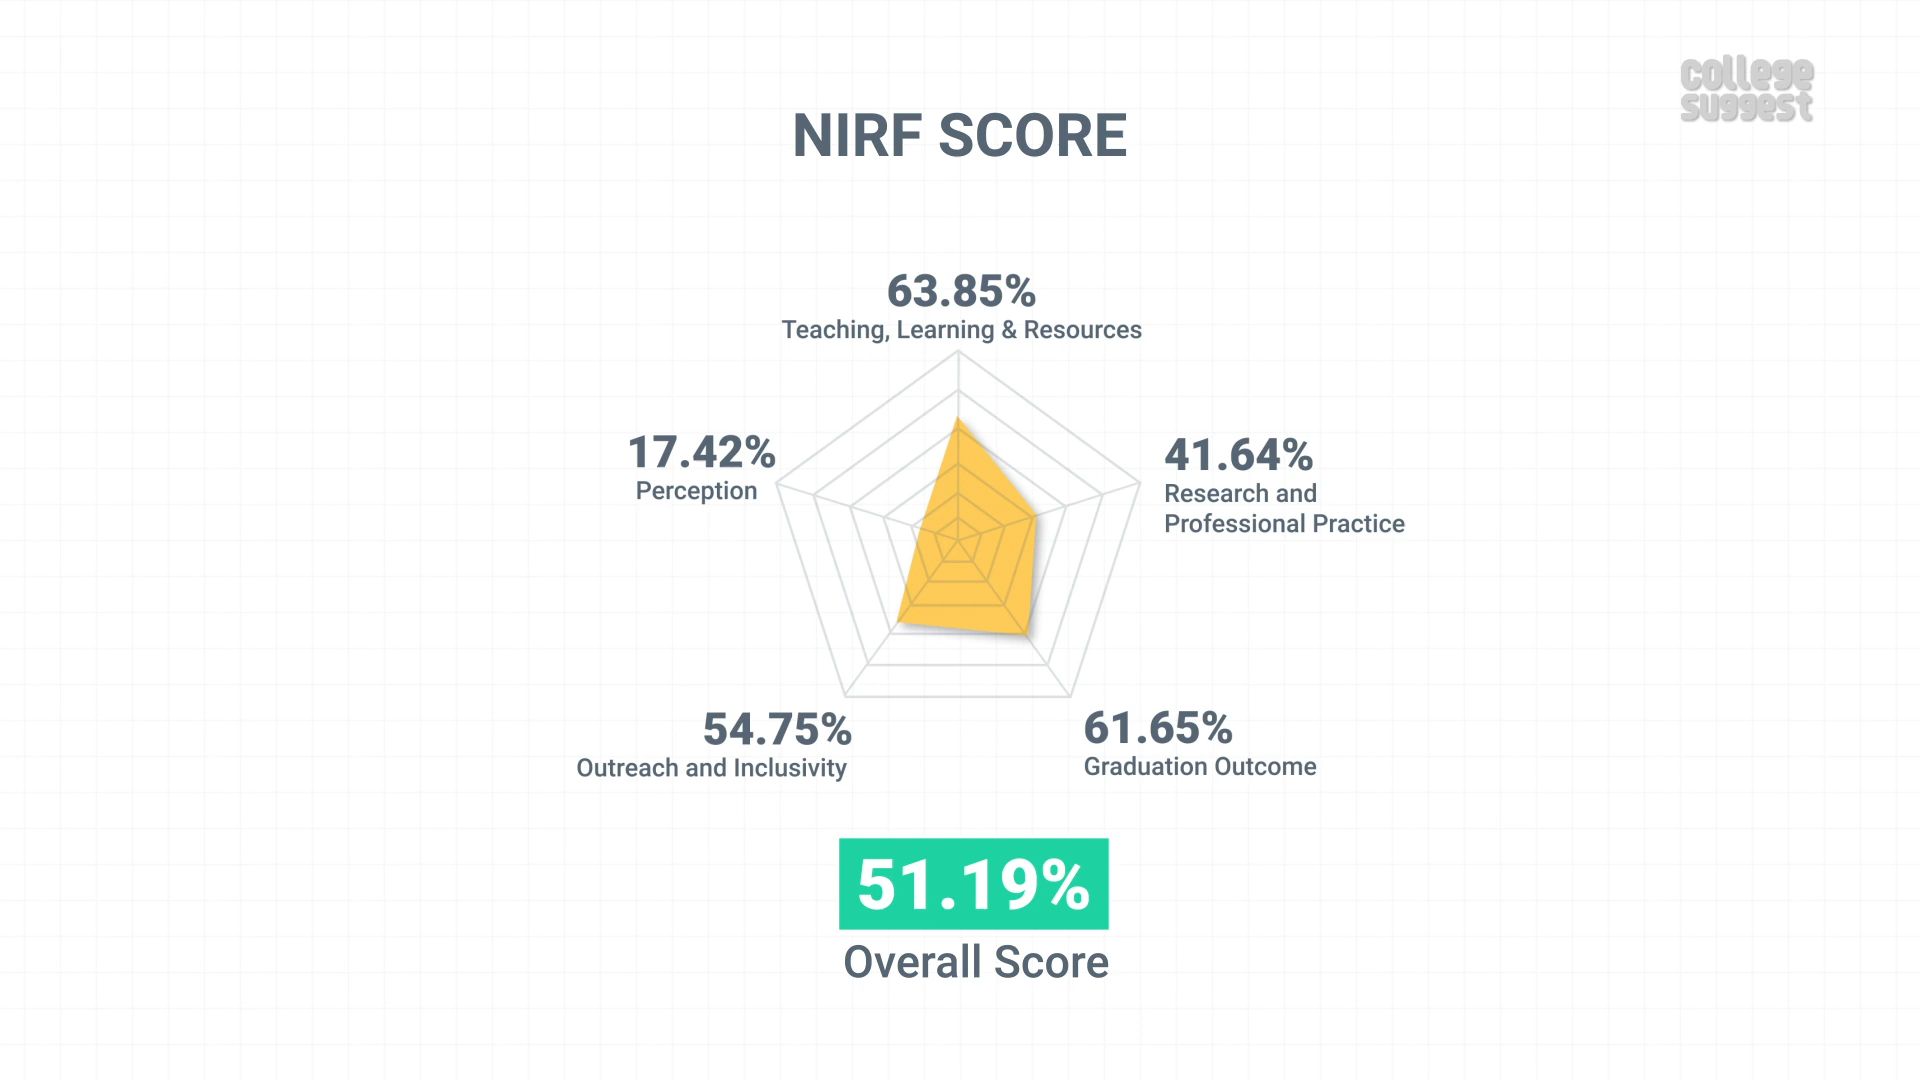 college
suggest
NIRF SCORE
63.85%
Teaching, Learning & Resources
17.42%
Perception
41.64%
Research and
Professional Practice
54.75%
Outreach and Inclusivity
61.65%
Graduation Outcome
51.19%
Overall Score